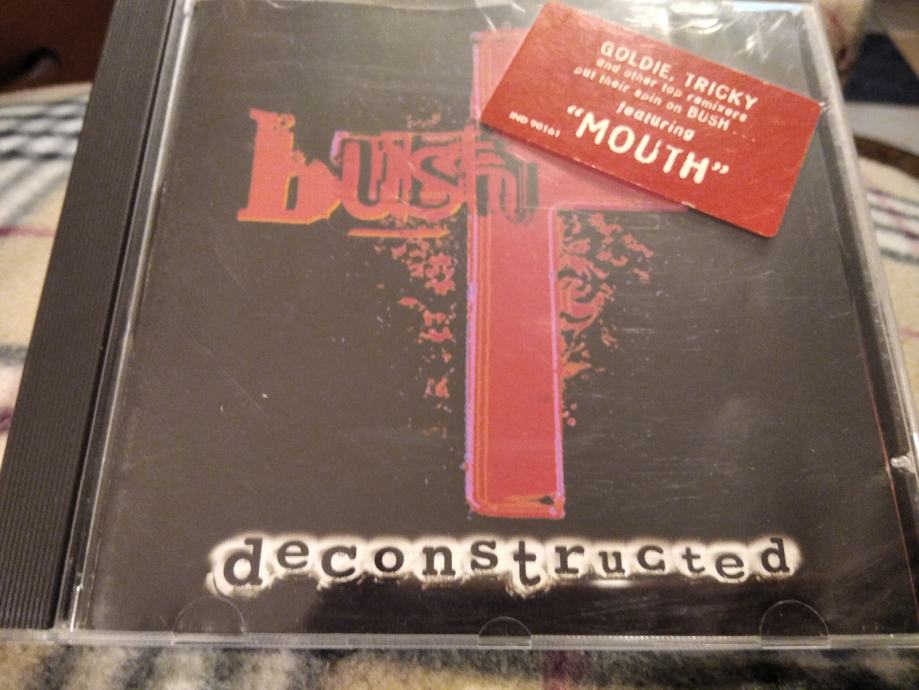 GOLDIE, TRICKY
and other top remixers
put their spin on BUSH
featuring
"MOUTH"
IND 90161
bush
deconstructed